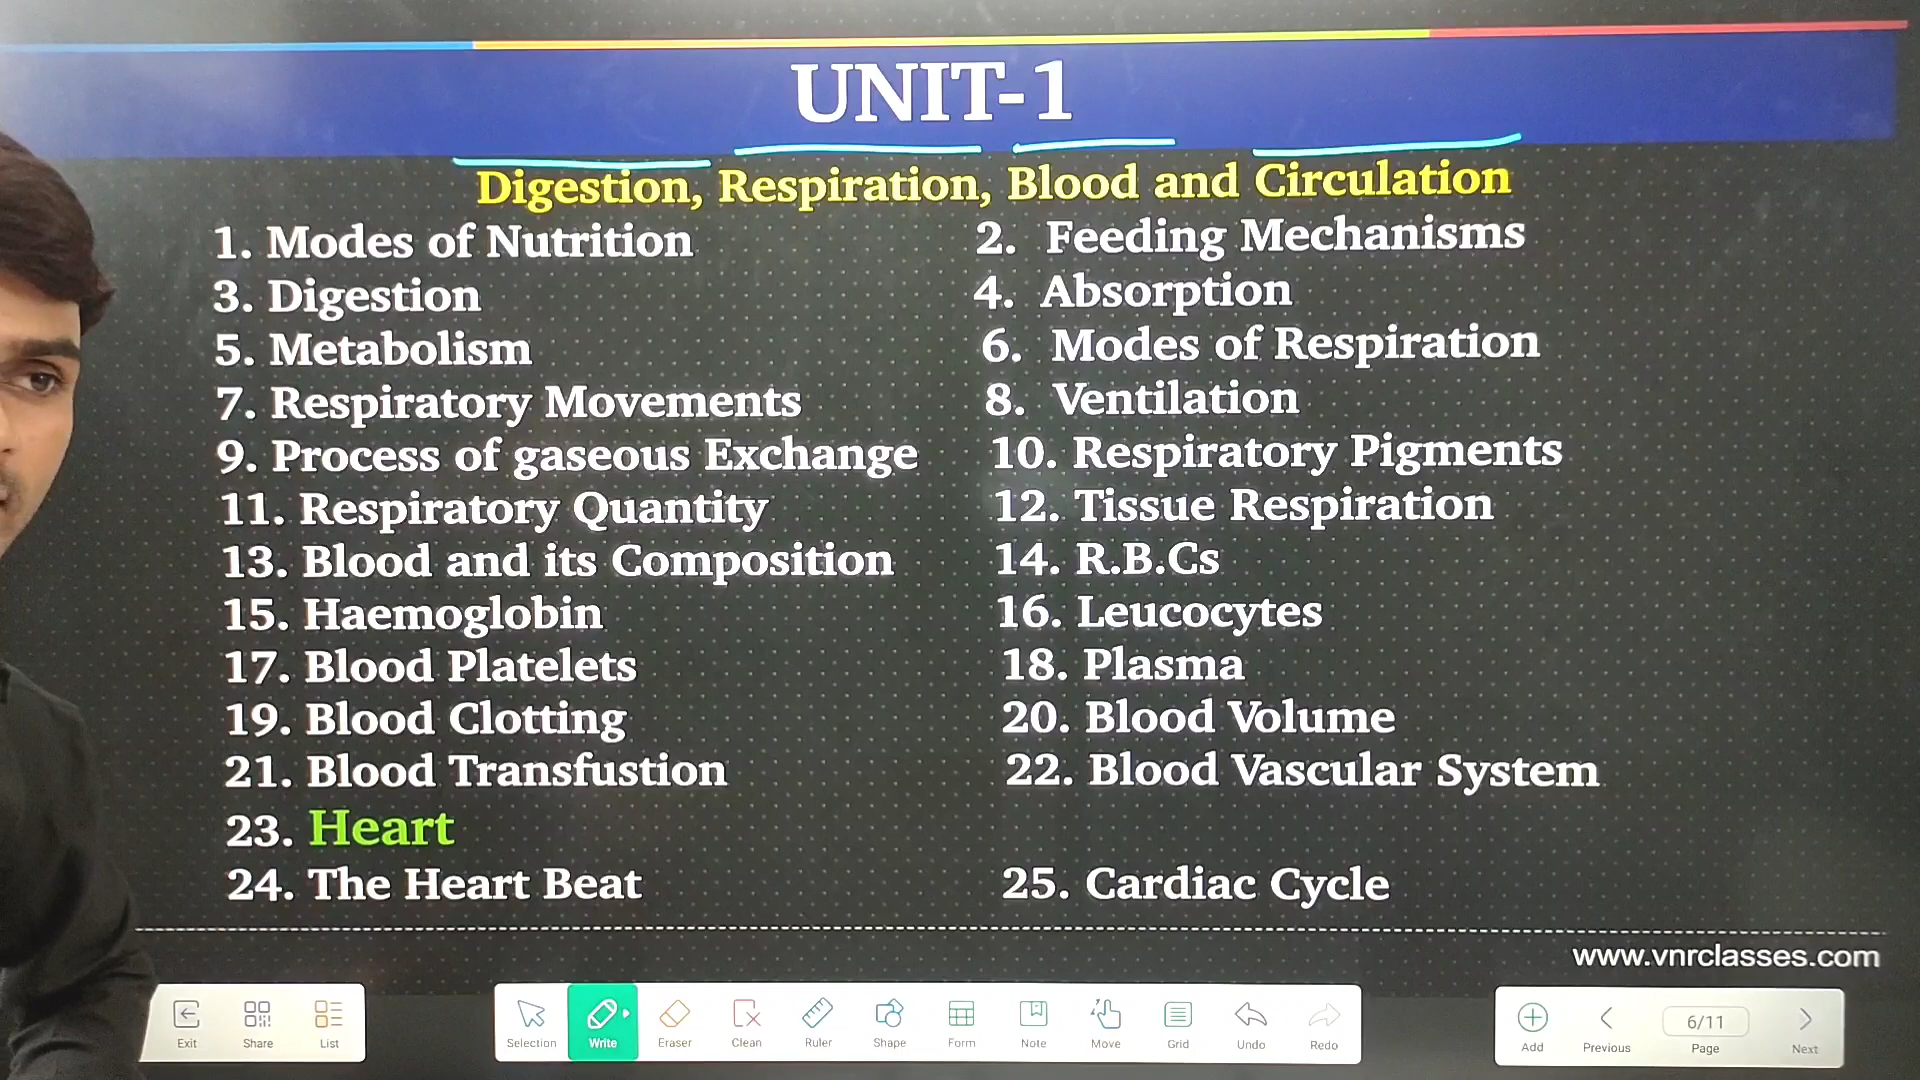 UNIT-1
Digestion, Respiration, Blood and Circulation
1. Modes of Nutrition 2. Feeding Mechanisms
3. Digestion 4. Absorption
5. Metabolism 6. Modes of Respiration
7. Respiratory Movements 8. Ventilation
9. Process of gaseous Exchange 10. Respiratory Pigments
11. Respiratory Quantity 12. Tissue Respiration
13. Blood and its Composition 14. R.B.Cs
15. Haemoglobin 16. Leucocytes
17. Blood Platelets 18. Plasma
19. Blood Clotting 20. Blood Volume
21. Blood Transfustion 22. Blood Vascular System
23. Heart
24. The Heart Beat 25. Cardiac Cycle
www.vnrclasses.com
Exit Share List Selection Write Eraser Clean Ruler Shape Form Note Move Grid Undo Redo Add Previous 6/11 Page Next